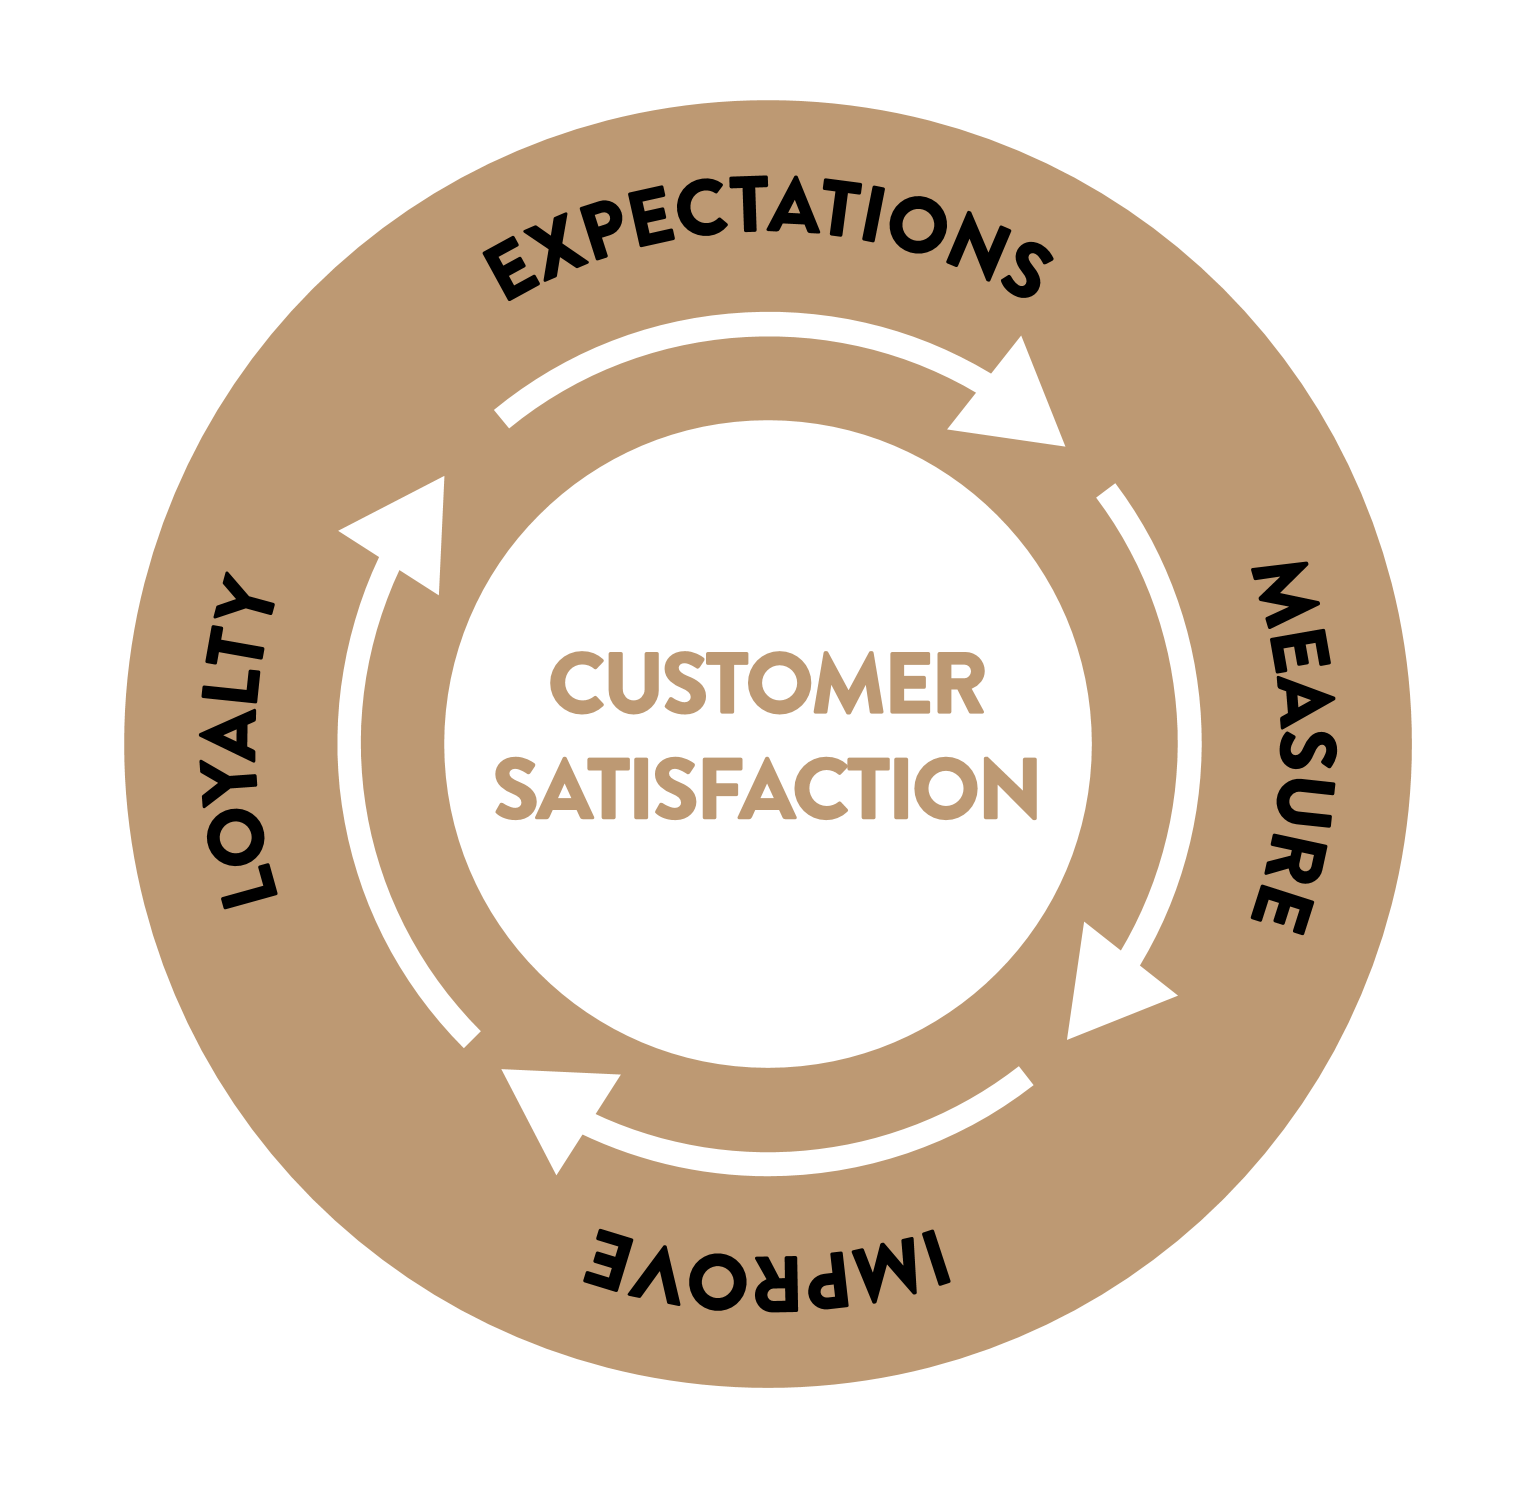 EXPECTATIONS
MEASURE
IMPROVE
LOYALTY
CUSTOMER
SATISFACTION